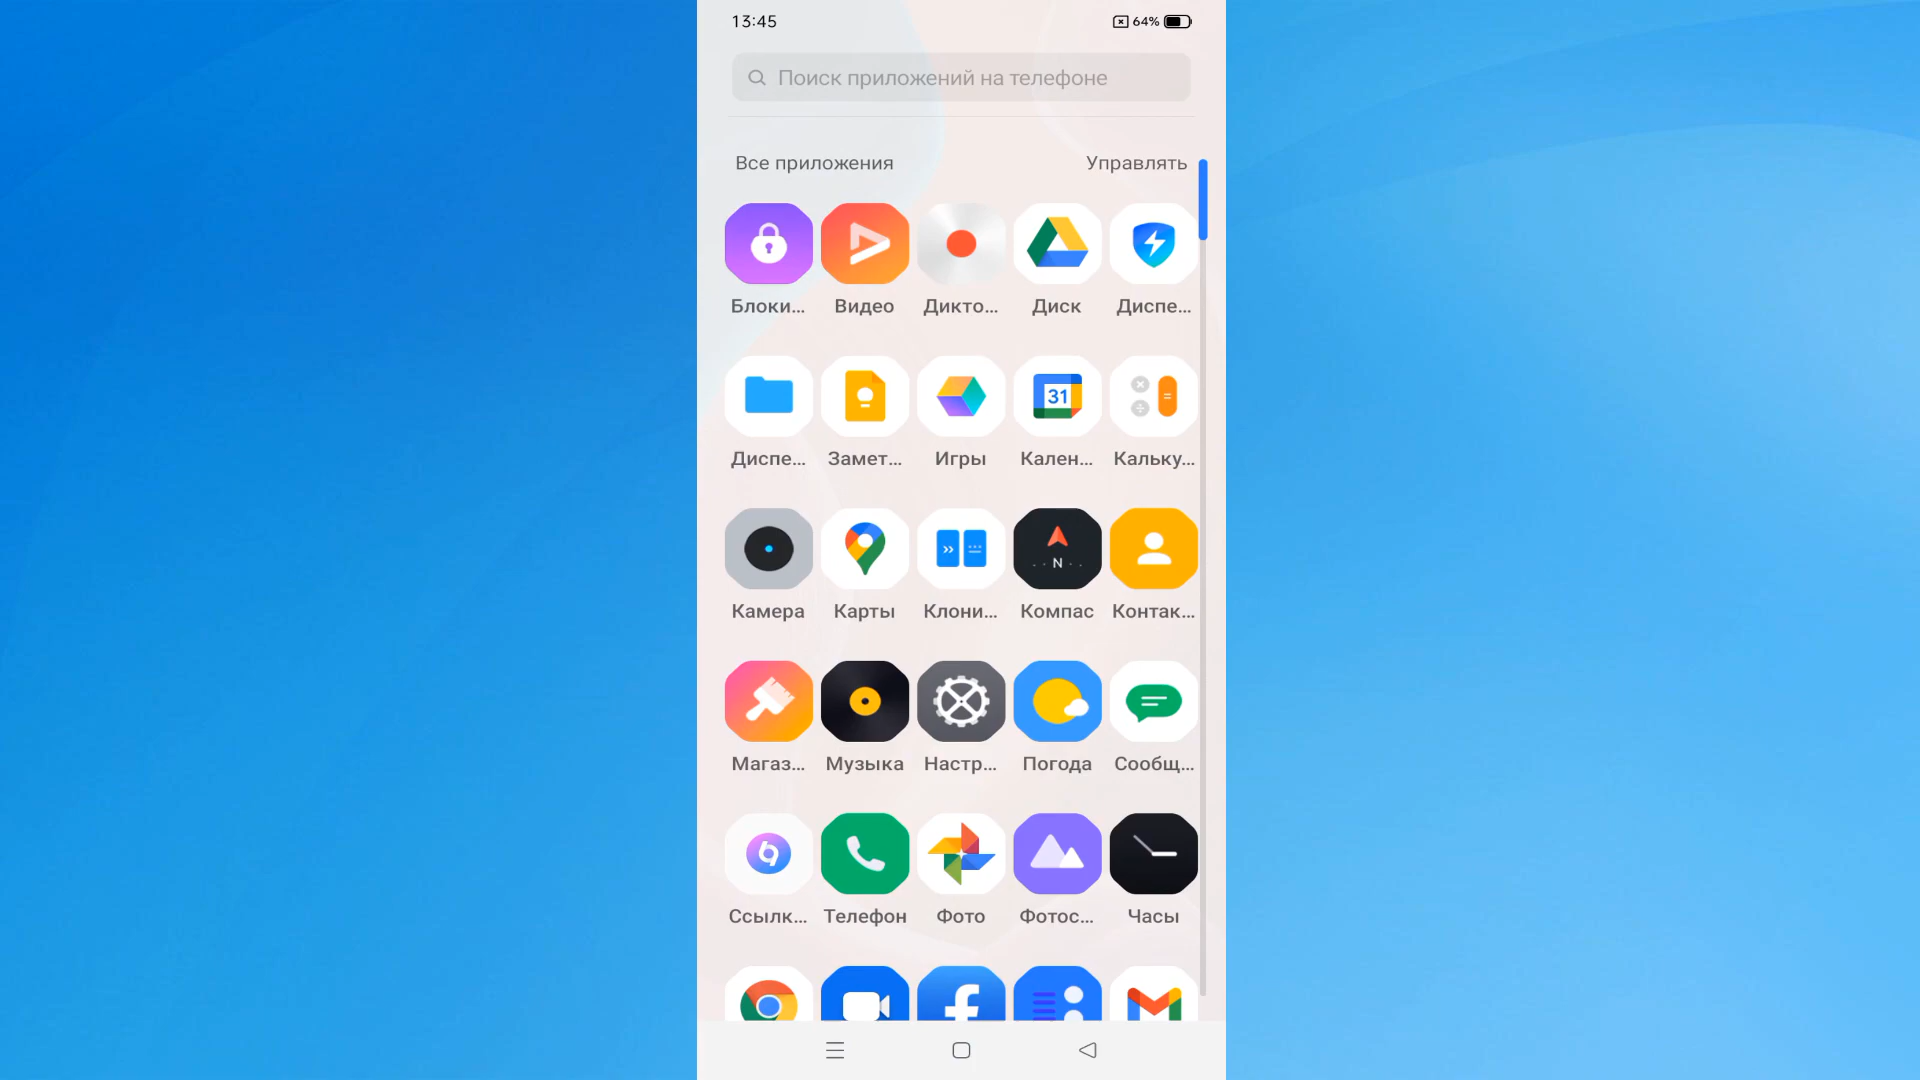 13:45
64%
Поиск приложений на телефоне
Все приложения
Управлять
Блоки...
Видео
Дикто...
Диск
Диспе...
31
Диспе...
Замет...
Игры
Кален...
Кальку...
N
Камера
Карты
Клони...
Компас
Контак...
Магаз...
Музыка
Настр...
Погода
Сообщ...
Ссылк...
Телефон
Фото
Фотос...
Часы